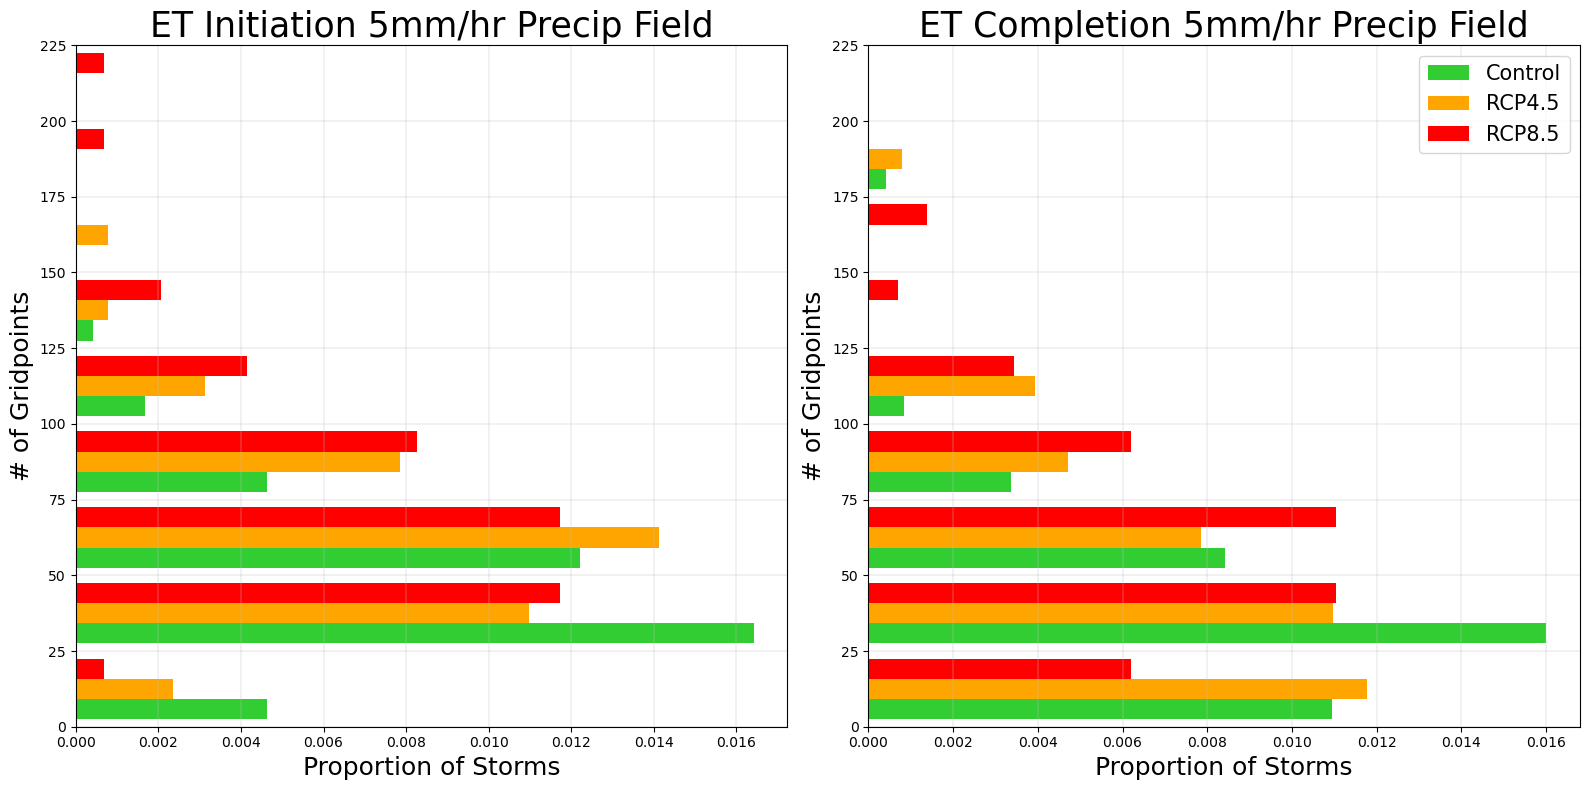 ET Initiation 5mm/hr Precip Field
225
200
175
150
125
100
75
50
25
0
# of Gridpoints
0.000 0.002 0.004 0.006 0.008 0.010 0.012 0.014 0.016
Proportion of Storms
ET Completion 5mm/hr Precip Field
Control
RCP4.5
RCP8.5
225
200
175
150
125
100
75
50
25
0
# of Gridpoints
0.000 0.002 0.004 0.006 0.008 0.010 0.012 0.014 0.016
Proportion of Storms